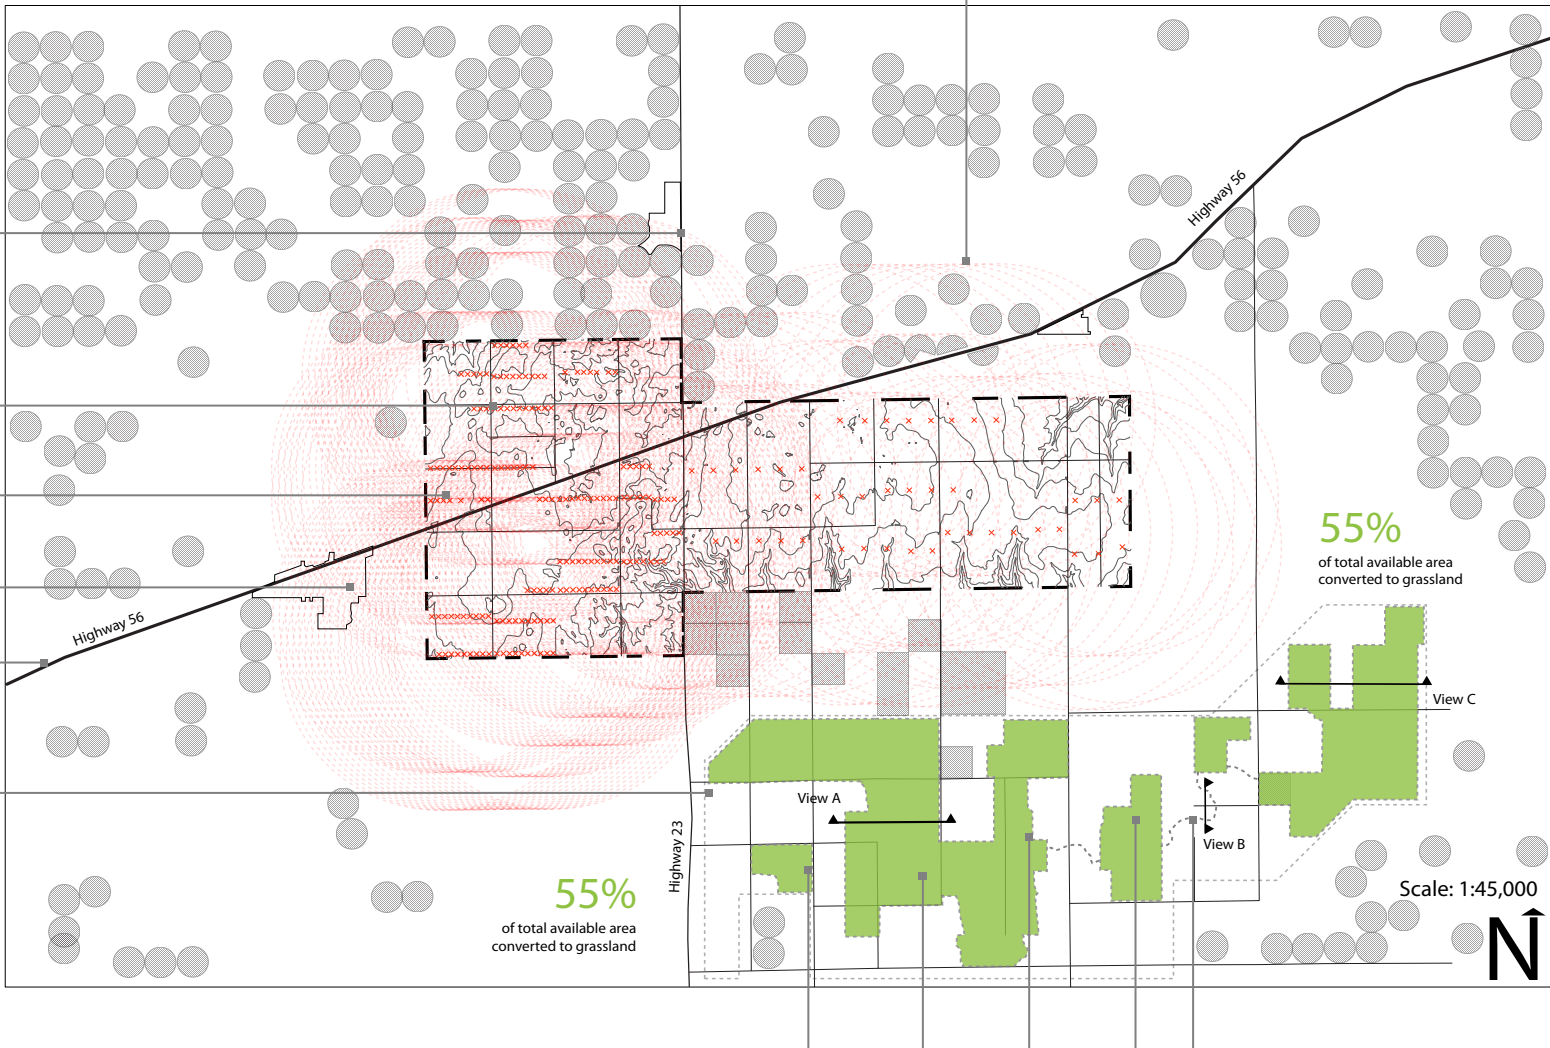 Highway 56
55%
of total available area
converted to grassland
Highway 56
View C
View A
View B
Highway 23
55%
of total available area
converted to grassland
Scale: 1:45,000
N